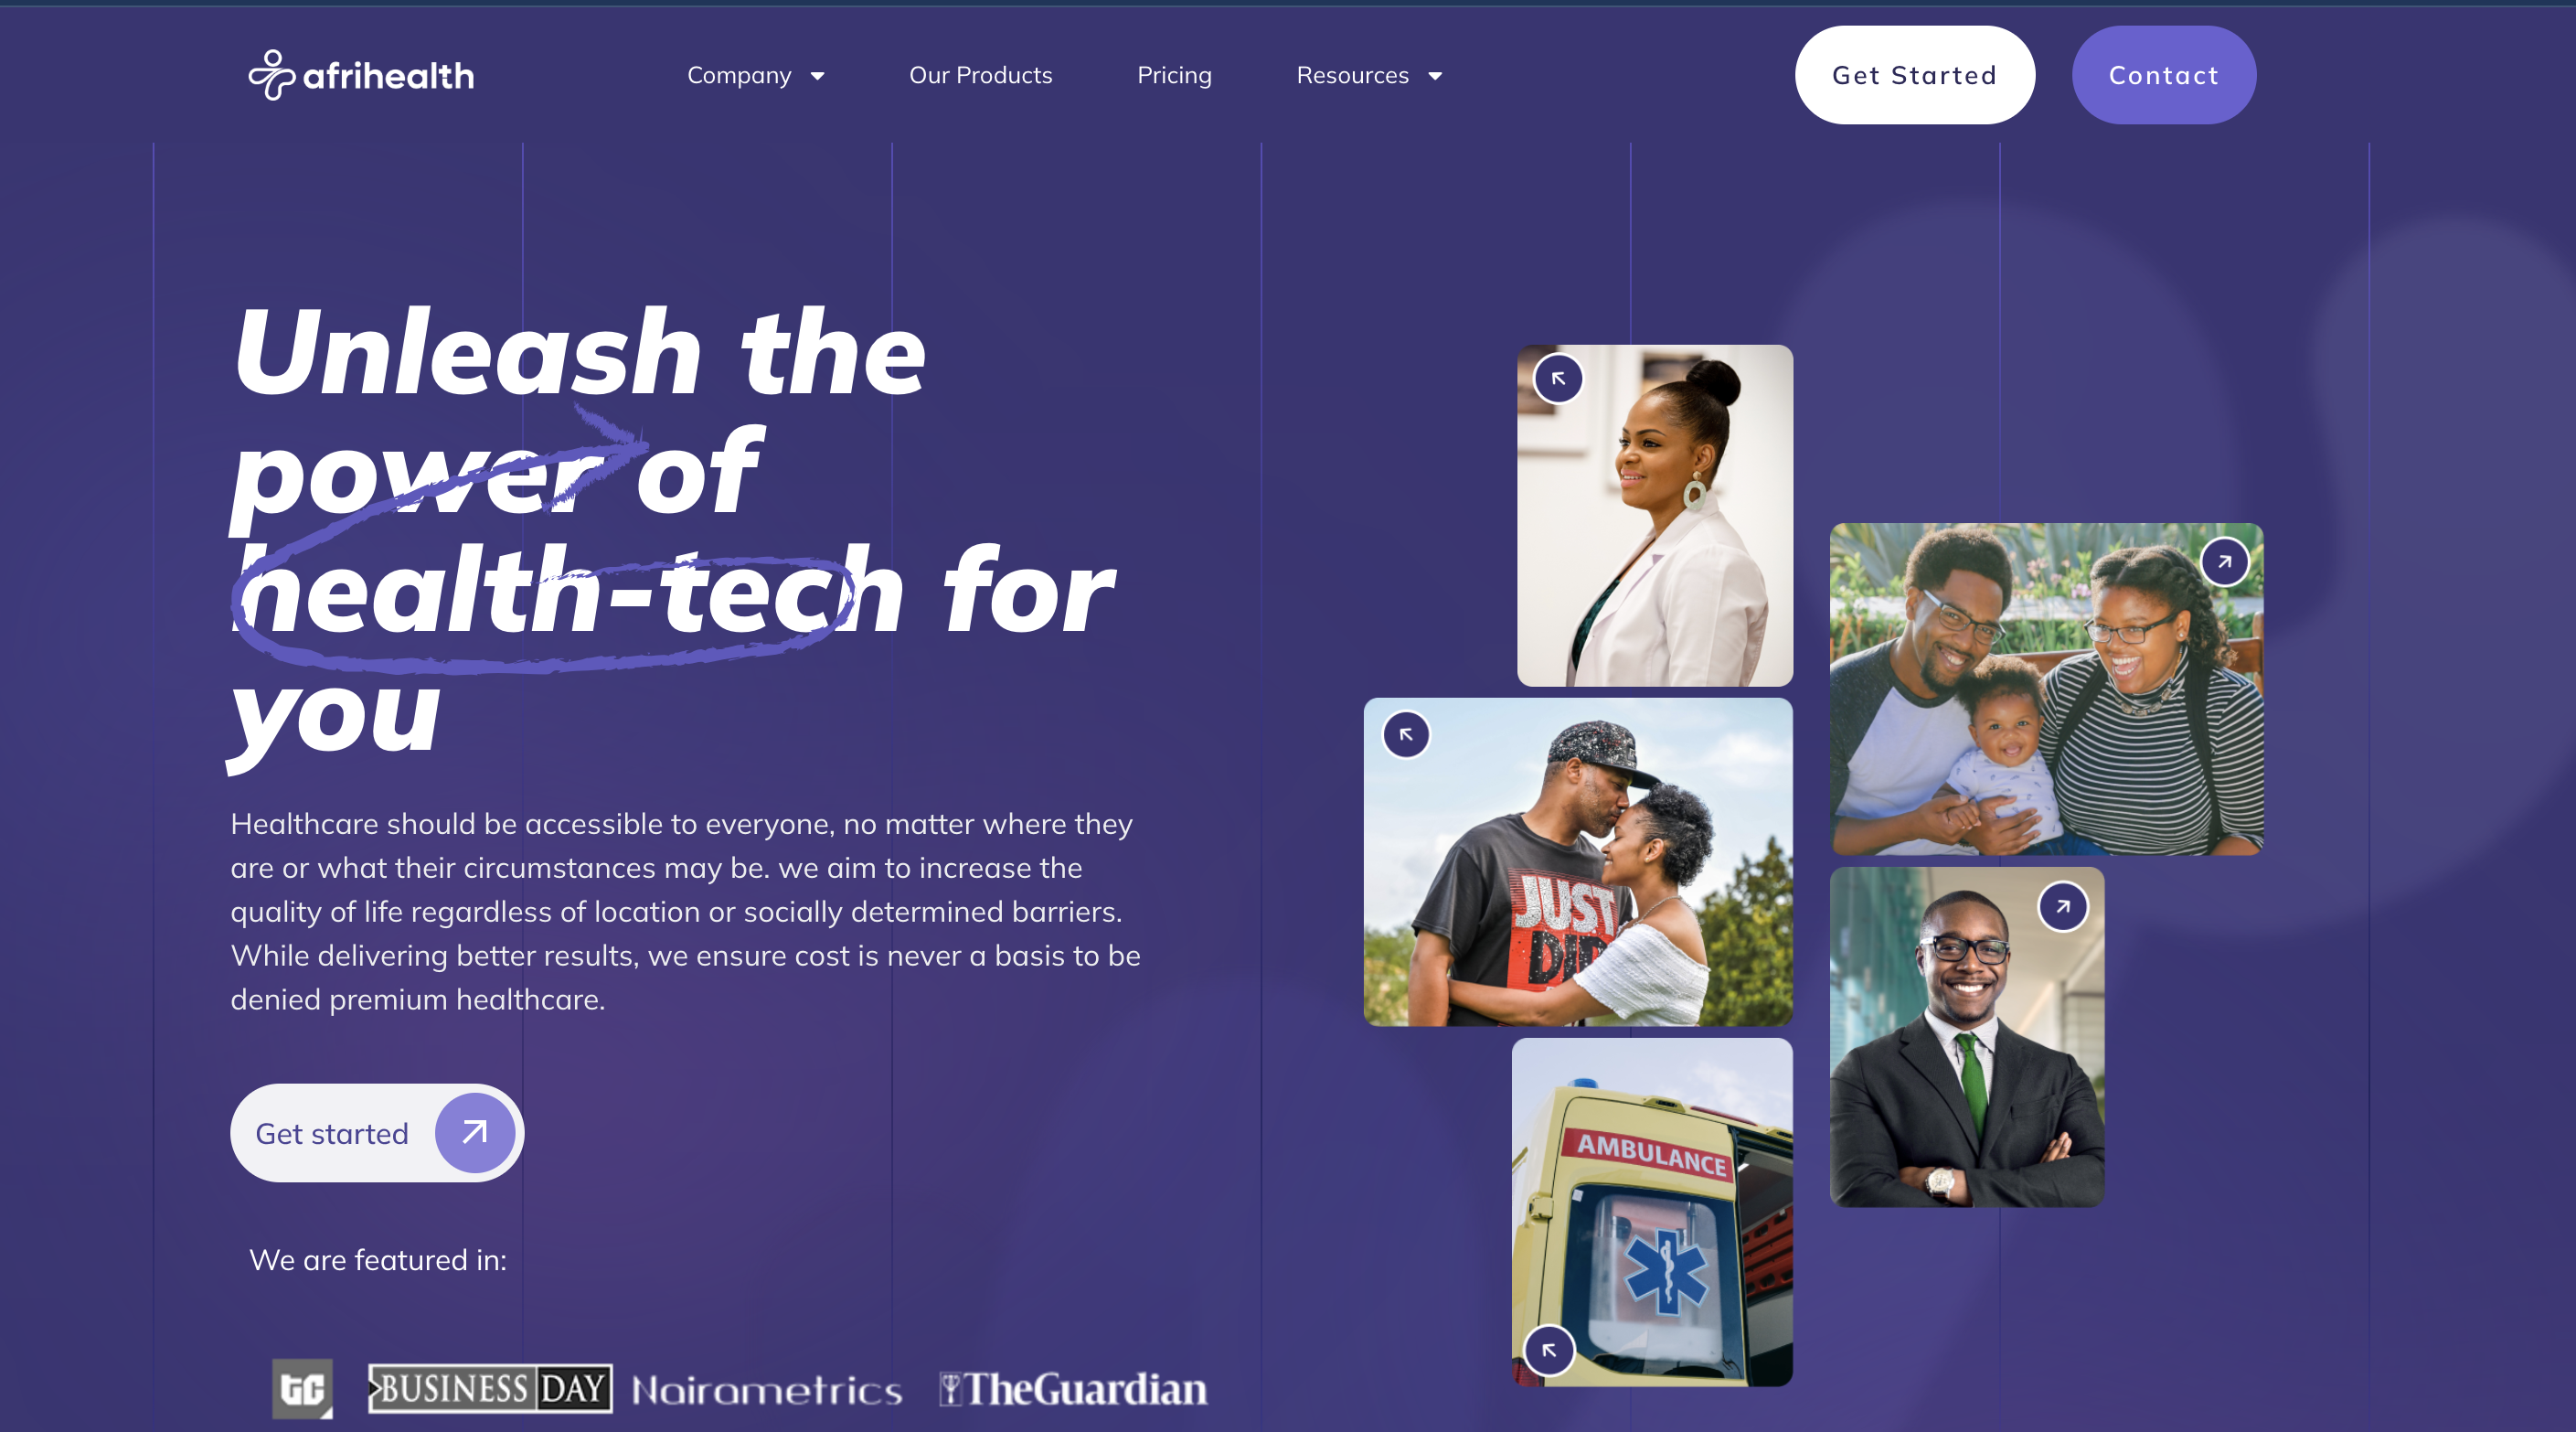 afrihealth
Company
Our Products
Pricing
Resources
Get Started
Contact
Unleash the
power of
health-tech for
you
Healthcare should be accessible to everyone, no matter where they
are or what their circumstances may be. we aim to increase the
quality of life regardless of location or socially determined barriers.
While delivering better results, we ensure cost is never a basis to be
denied premium healthcare.
Get started
We are featured in:
tc
BUSINESS DAY
Nairametrics
TheGuardian
JUST
DID
AMBULANCE